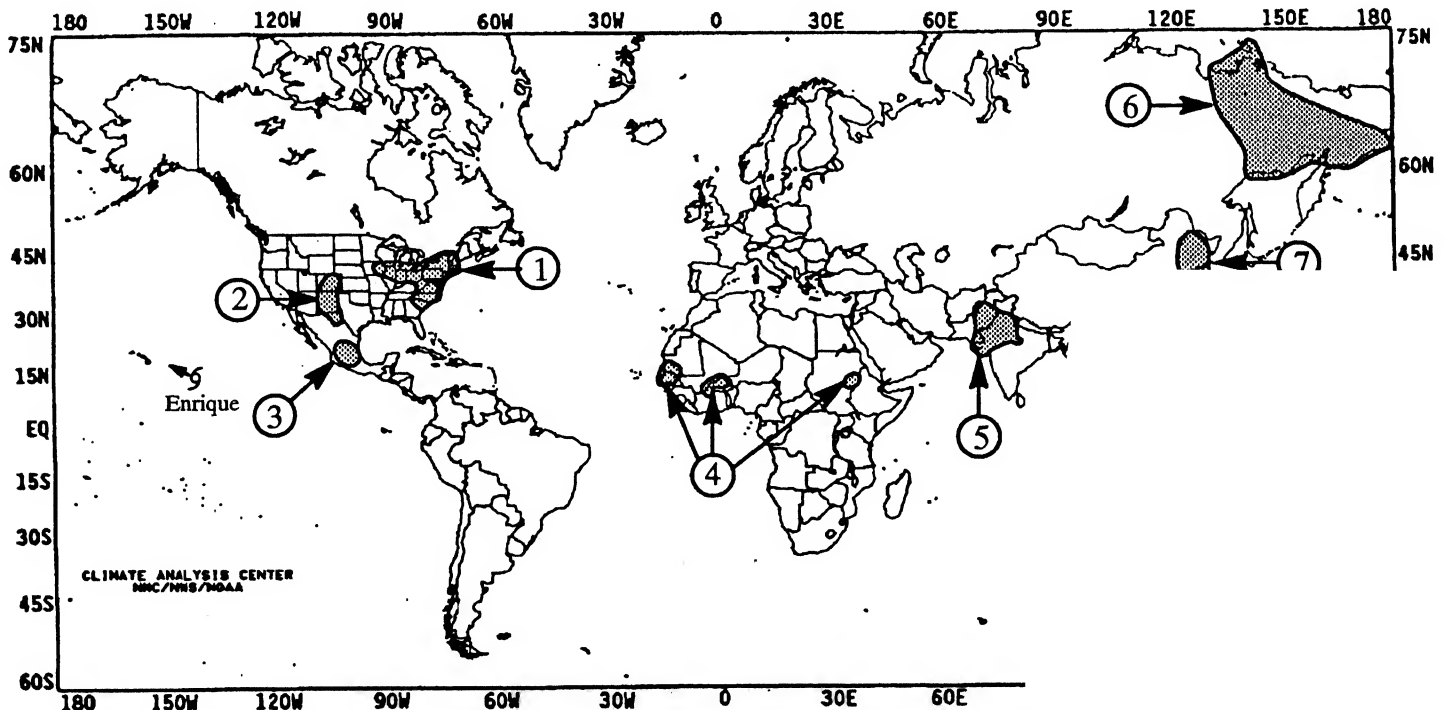 180 150W 120W 90W 60W 30W 0 30E 60E 90E 120E 150E 180
75N 75N
6
60N 60N
45N 1 7 45N
2
30N
15N
Enrique
3
EQ 5
4
15S
30S
CLIMATE ANALYSIS CENTER
NMC/NWS/NOAA
45S
60S
180 150W 120W 90W 60W 30W 0 30E 60E